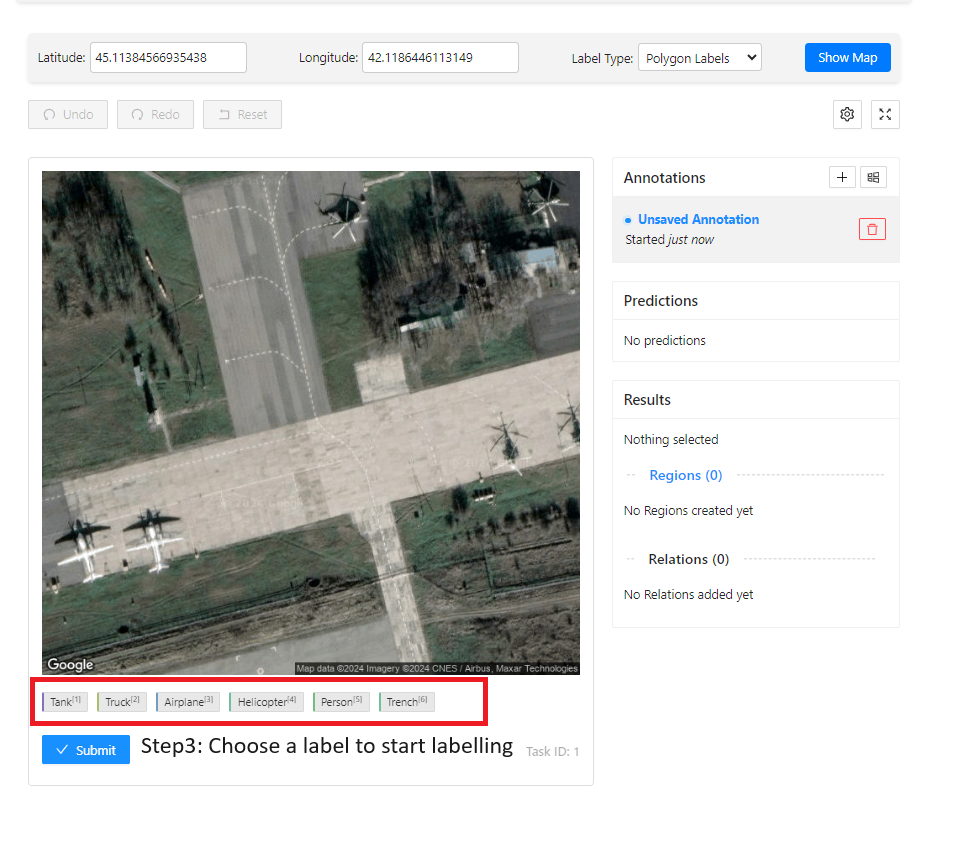 Latitude: 45.11384566935438 Longitude: 42.1186446113149 Label Type: Polygon Labels Show Map
Undo Redo Reset
Annotations
Unsaved Annotation
Started just now
Predictions
No predictions
Results
Nothing selected
Regions (0)
No Regions created yet
Relations (0)
No Relations added yet
Google
Map data ©2024 Imagery ©2024 CNES / Airbus, Maxar Technologies
Tank[1] Truck[2] Airplane[3] Helicopter[4] Person[5] Trench[6]
Submit Step3: Choose a label to start labelling Task ID: 1